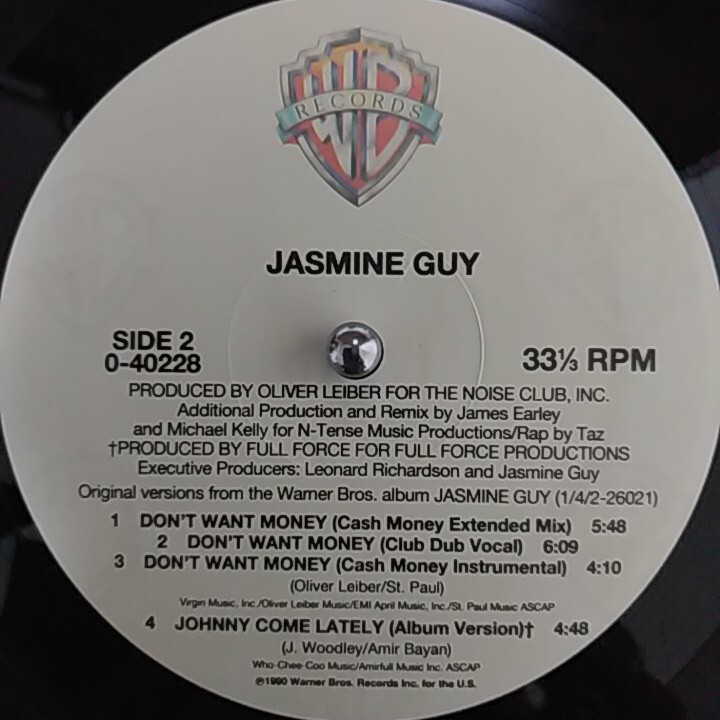 WB
RECORDS
JASMINE GUY
SIDE 2
0-40228
33⅓ RPM
PRODUCED BY OLIVER LEIBER FOR THE NOISE CLUB, INC.
Additional Production and Remix by James Earley
and Michael Kelly for N-Tense Music Productions/Rap by Taz
†PRODUCED BY FULL FORCE FOR FULL FORCE PRODUCTIONS
Executive Producers: Leonard Richardson and Jasmine Guy
Original versions from the Warner Bros. album JASMINE GUY (1/4/2-26021)
1 DON'T WANT MONEY (Cash Money Extended Mix) 5:48
2 DON'T WANT MONEY (Club Dub Vocal) 6:09
3 DON'T WANT MONEY (Cash Money Instrumental) 4:10
(Oliver Leiber/St. Paul)
Virgin Music, Inc./Oliver Leiber Music/EMI April Music, Inc./St. Paul Music ASCAP
4 JOHNNY COME LATELY (Album Version)† 4:48
(J. Woodley/Amir Bayan)
Who-Chee-Coo Music/Amirfull Music Inc. ASCAP
℗1990 Warner Bros. Records Inc. for the U.S.